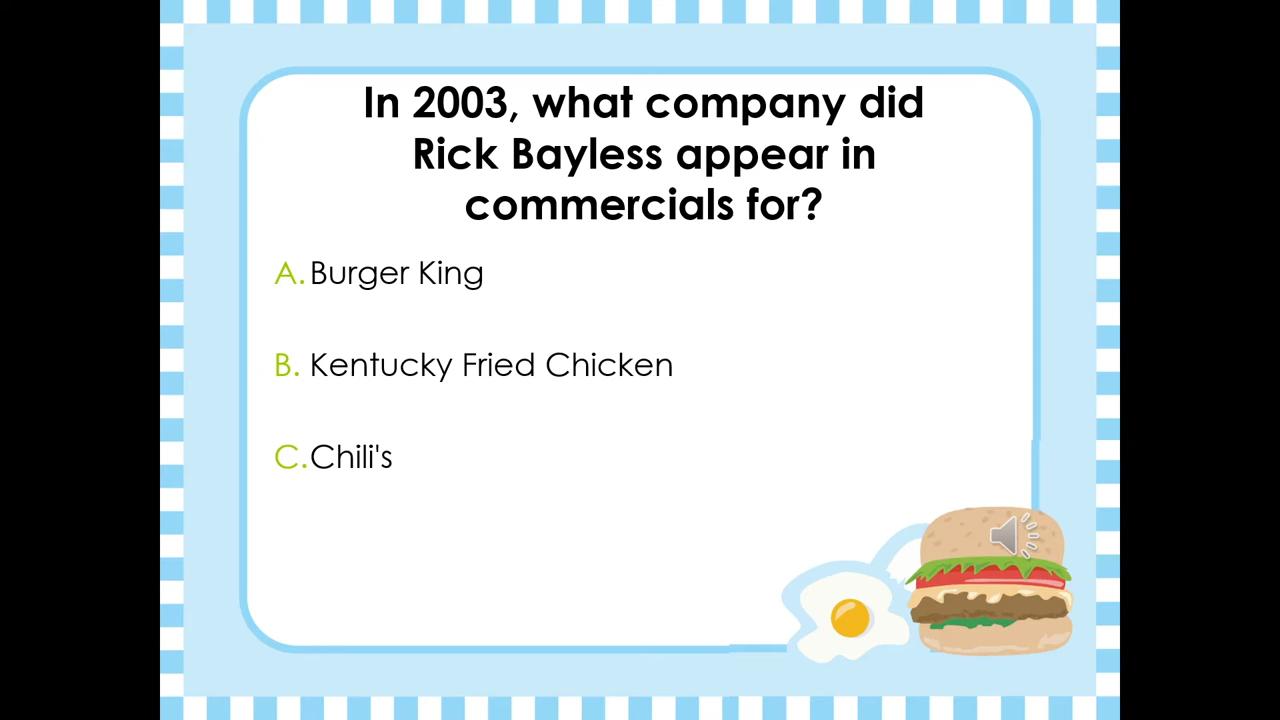 In 2003, what company did
Rick Bayless appear in
commercials for?
A. Burger King
B. Kentucky Fried Chicken
C. Chili's